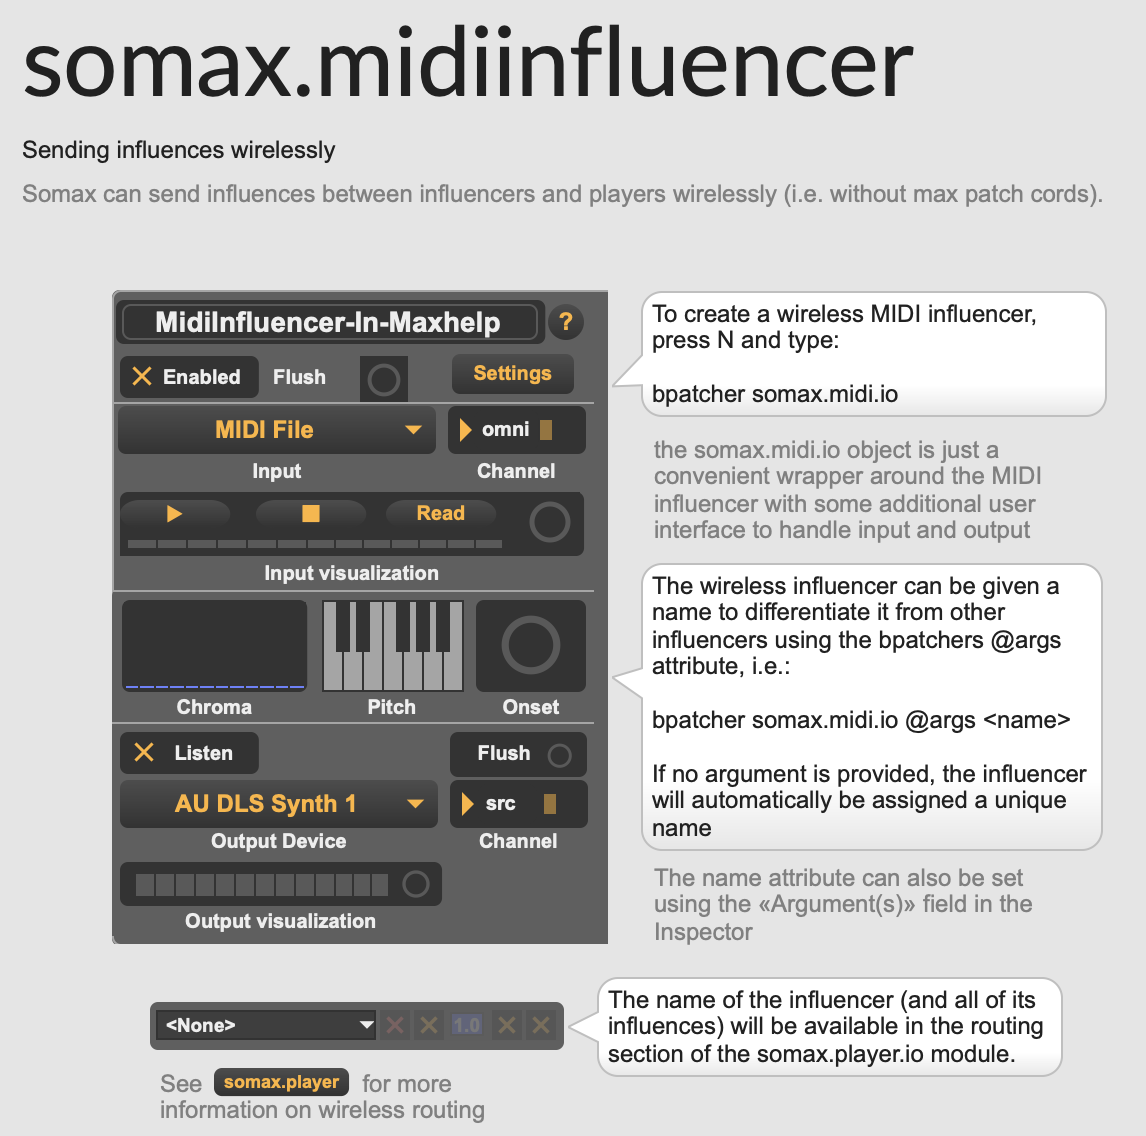 somax.midiinfluencer
Sending influences wirelessly
Somax can send influences between influencers and players wirelessly (i.e. without max patch cords).
MidiInfluencer-In-Maxhelp
?
Enabled
Flush
Settings
MIDI File
omni
Input
Channel
Read
Input visualization
Chroma
Pitch
Onset
Listen
Flush
AU DLS Synth 1
src
Output Device
Channel
Output visualization
To create a wireless MIDI influencer,
press N and type:
bpatcher somax.midi.io
the somax.midi.io object is just a
convenient wrapper around the MIDI
influencer with some additional user
interface to handle input and output
The wireless influencer can be given a
name to differentiate it from other
influencers using the bpatchers @args
attribute, i.e.:
bpatcher somax.midi.io @args <name>
If no argument is provided, the influencer
will automatically be assigned a unique
name
The name attribute can also be set
using the «Argument(s)» field in the
Inspector
<None>
1.0
The name of the influencer (and all of its
influences) will be available in the routing
section of the somax.player.io module.
See somax.player for more
information on wireless routing